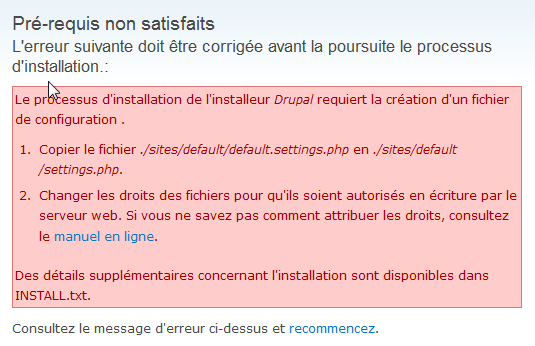 Pré-requis non satisfaits
L'erreur suivante doit être corrigée avant la poursuite le processus
d'installation.:
Le processus d'installation de l'installeur Drupal requiert la création d'un fichier
de configuration .
1. Copier le fichier ./sites/default/default.settings.php en ./sites/default
/settings.php.
2. Changer les droits des fichiers pour qu'ils soient autorisés en écriture par le
serveur web. Si vous ne savez pas comment attribuer les droits, consultez
le manuel en ligne.
Des détails supplémentaires concernant l'installation sont disponibles dans
INSTALL.txt.
Consultez le message d'erreur ci-dessus et recommencez.